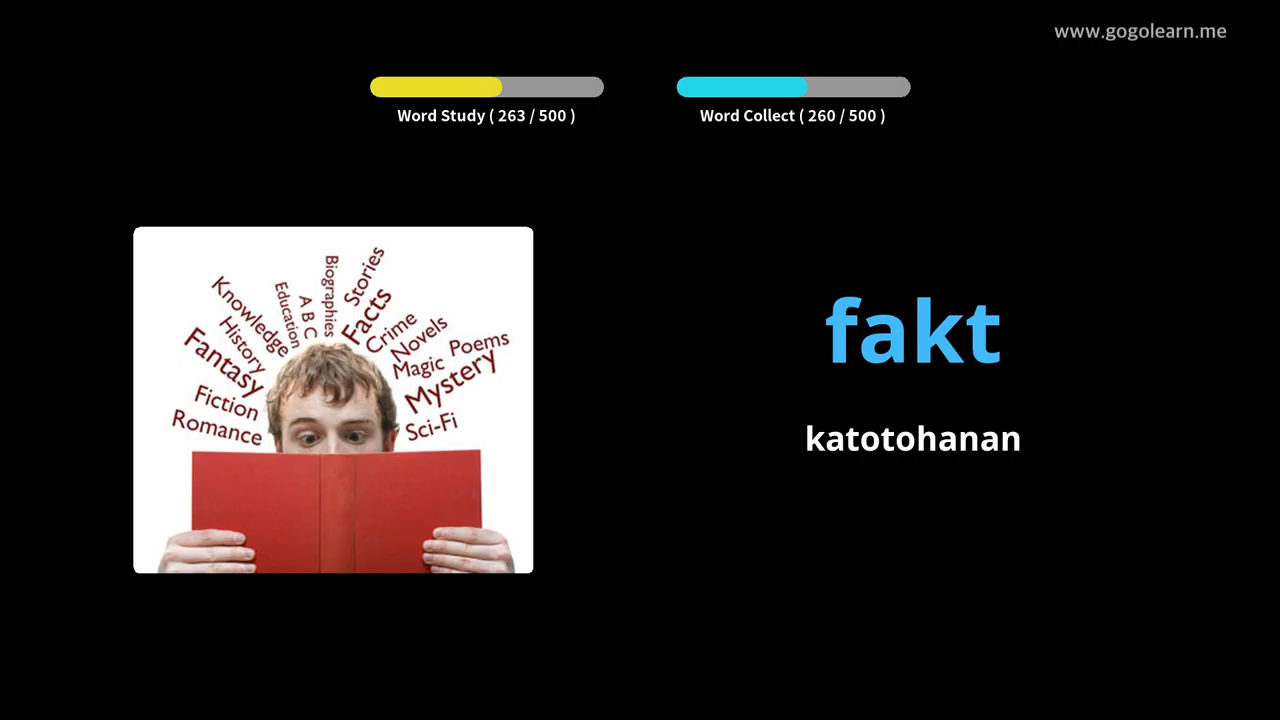 www.gogolearn.me
Word Study ( 263 / 500 )
Word Collect ( 260 / 500 )
Knowledge
Education
A B C
Biographies
Stories
Facts
Crime
Novels
Poems
Magic
Mystery
Sci-Fi
History
Fantasy
Fiction
Romance
fakt
katotohanan